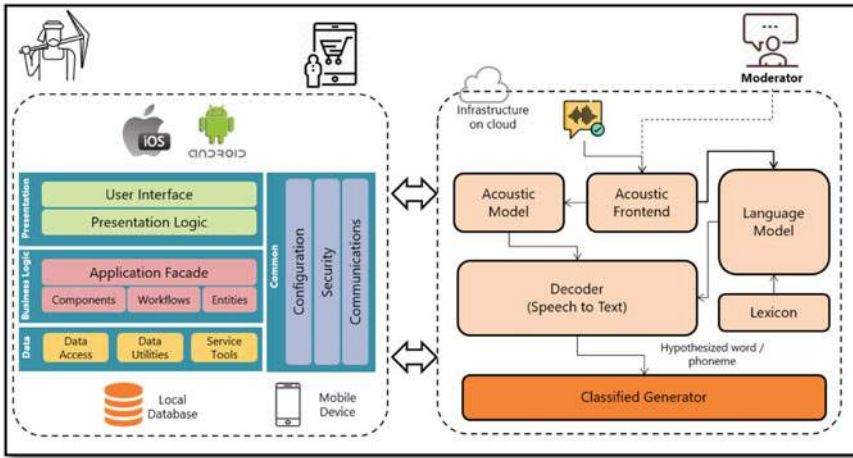 Moderator
iOS
ANDROID
Presentation
User Interface
Presentation Logic
Business Logic
Application Facade
Components
Workflows
Entities
Data
Data
Access
Data
Utilities
Service
Tools
Common
Configuration
Security
Communications
Local
Database
Mobile
Device
Infrastructure
on cloud
Acoustic
Model
Acoustic
Frontend
Language
Model
Decoder
(Speech to Text)
Lexicon
Hypothesized word /
phoneme
Classified Generator